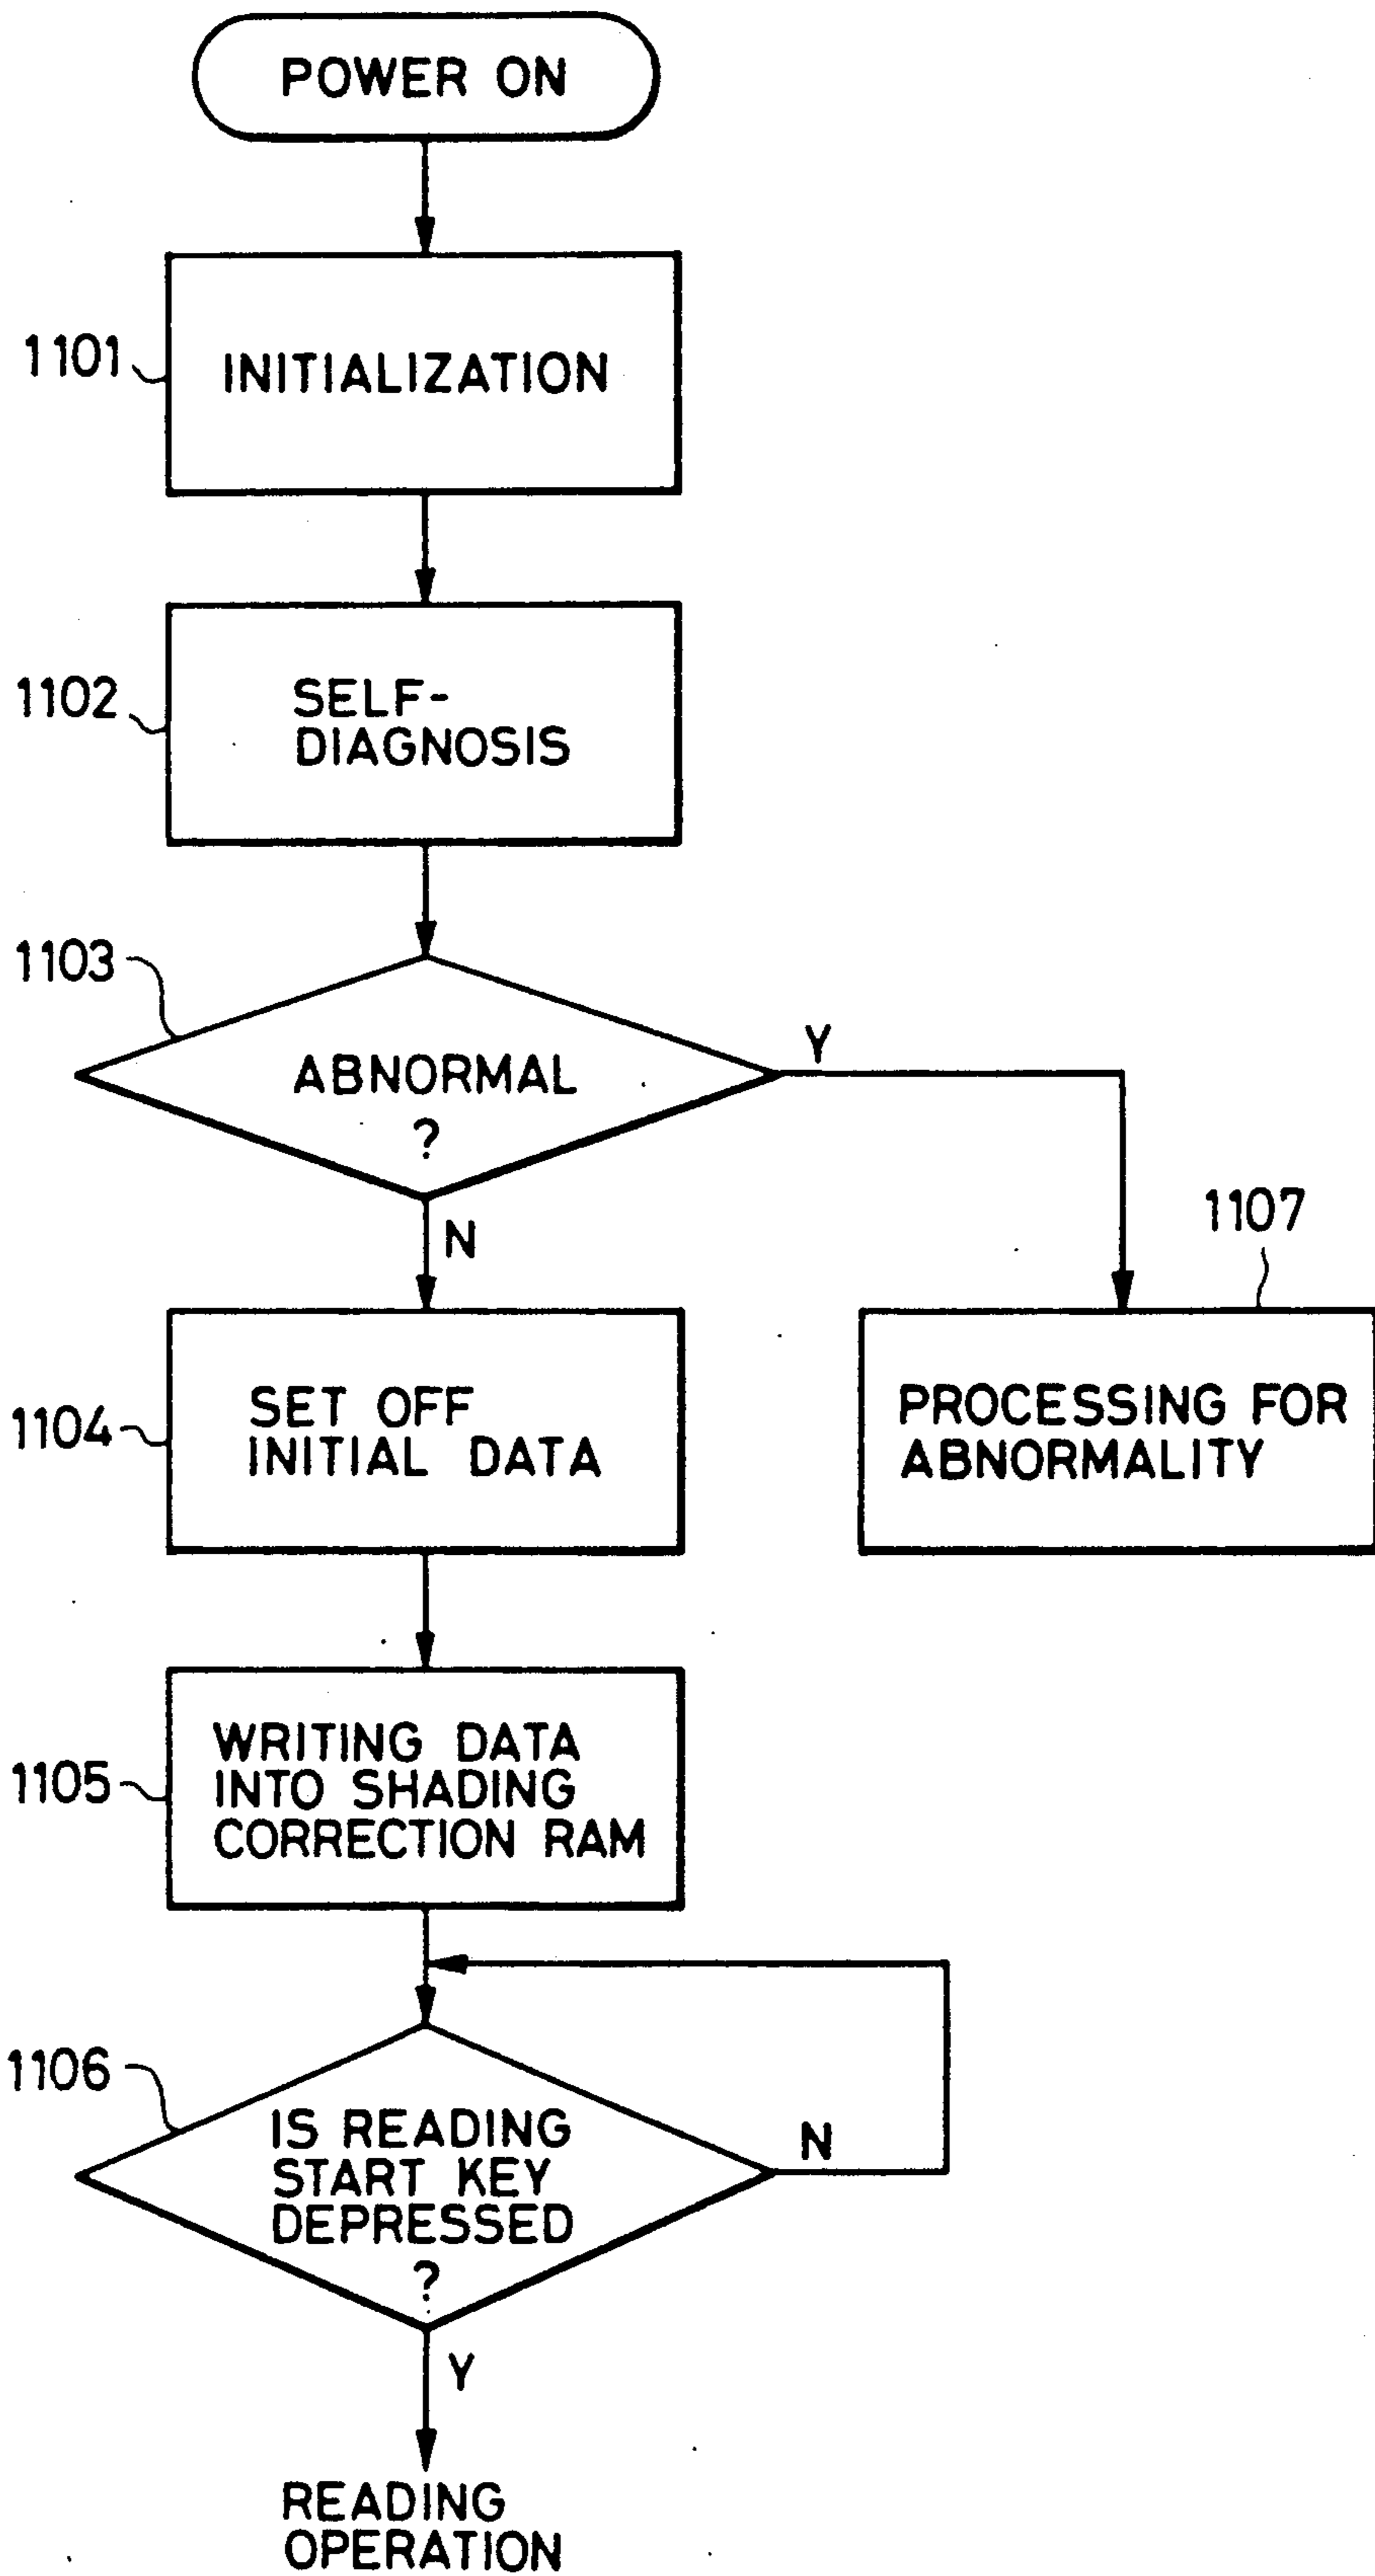 POWER ON
1101
INITIALIZATION
1102
SELF-
DIAGNOSIS
1103
ABNORMAL
?
Y
N
1107
1104
SET OFF
INITIAL DATA
PROCESSING FOR
ABNORMALITY
1105
WRITING DATA
INTO SHADING
CORRECTION RAM
1106
IS READING
START KEY
DEPRESSED
?
N
Y
READING
OPERATION